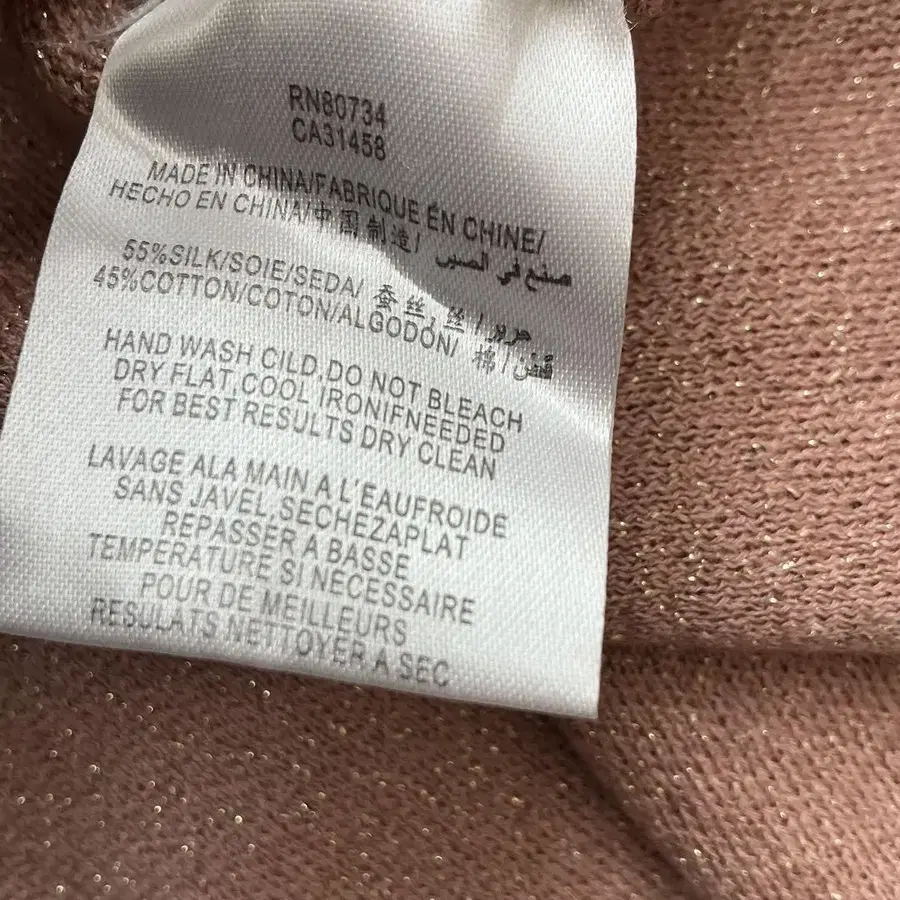 RN80734
CA31458
MADE IN CHINA/FABRIQUE EN CHINE/
HECHO EN CHINA/中国制造/ صنع في الصين
55%SILK/SOIE/SEDA/ 蚕丝,丝/ حرير
45%COTTON/COTON/ALGODON/ 棉/ قطن
HAND WASH CILD,DO NOT BLEACH
DRY FLAT,COOL IRONIFNEEDED
FOR BEST RESULTS DRY CLEAN
LAVAGE ALA MAIN A L'EAUFROIDE
SANS JAVEL,SECHEZAPLAT
REPASSER A BASSE
TEMPERATURE SI NECESSAIRE
POUR DE MEILLEURS
RESULATS NETTOYER A SEC